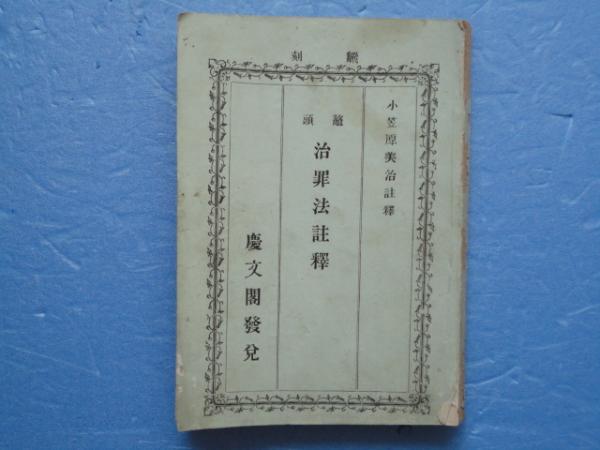 飜刻
小笠原美治註釋
鼇頭
治罪法註釋
慶文閣發兌